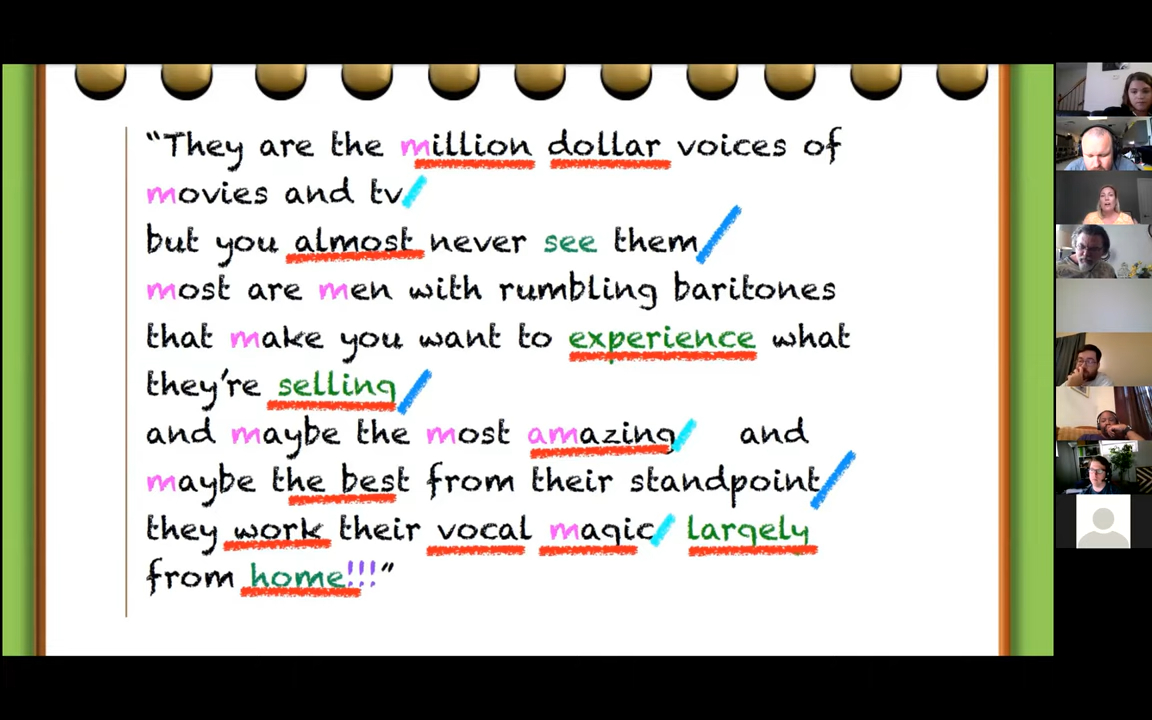 “They are the million dollar voices of
movies and tv/
but you almost never see them/
most are men with rumbling baritones
that make you want to experience what
they’re selling/
and maybe the most amazing/ and
maybe the best from their standpoint/
they work their vocal magic/ largely
from home!!!”